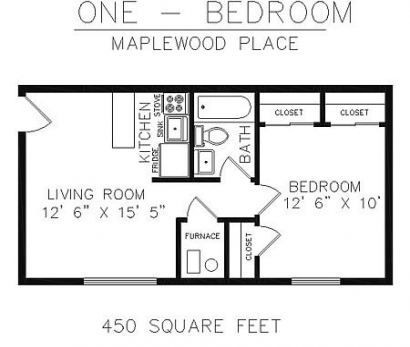 ONE – BEDROOM
MAPLEWOOD PLACE
CLOSET
CLOSET
KITCHEN
STOVE
SINK
FRIDGE
BATH
LIVING ROOM
12' 6" X 15' 5"
BEDROOM
12' 6" X 10'
FURNACE
CLOSET
450 SQUARE FEET